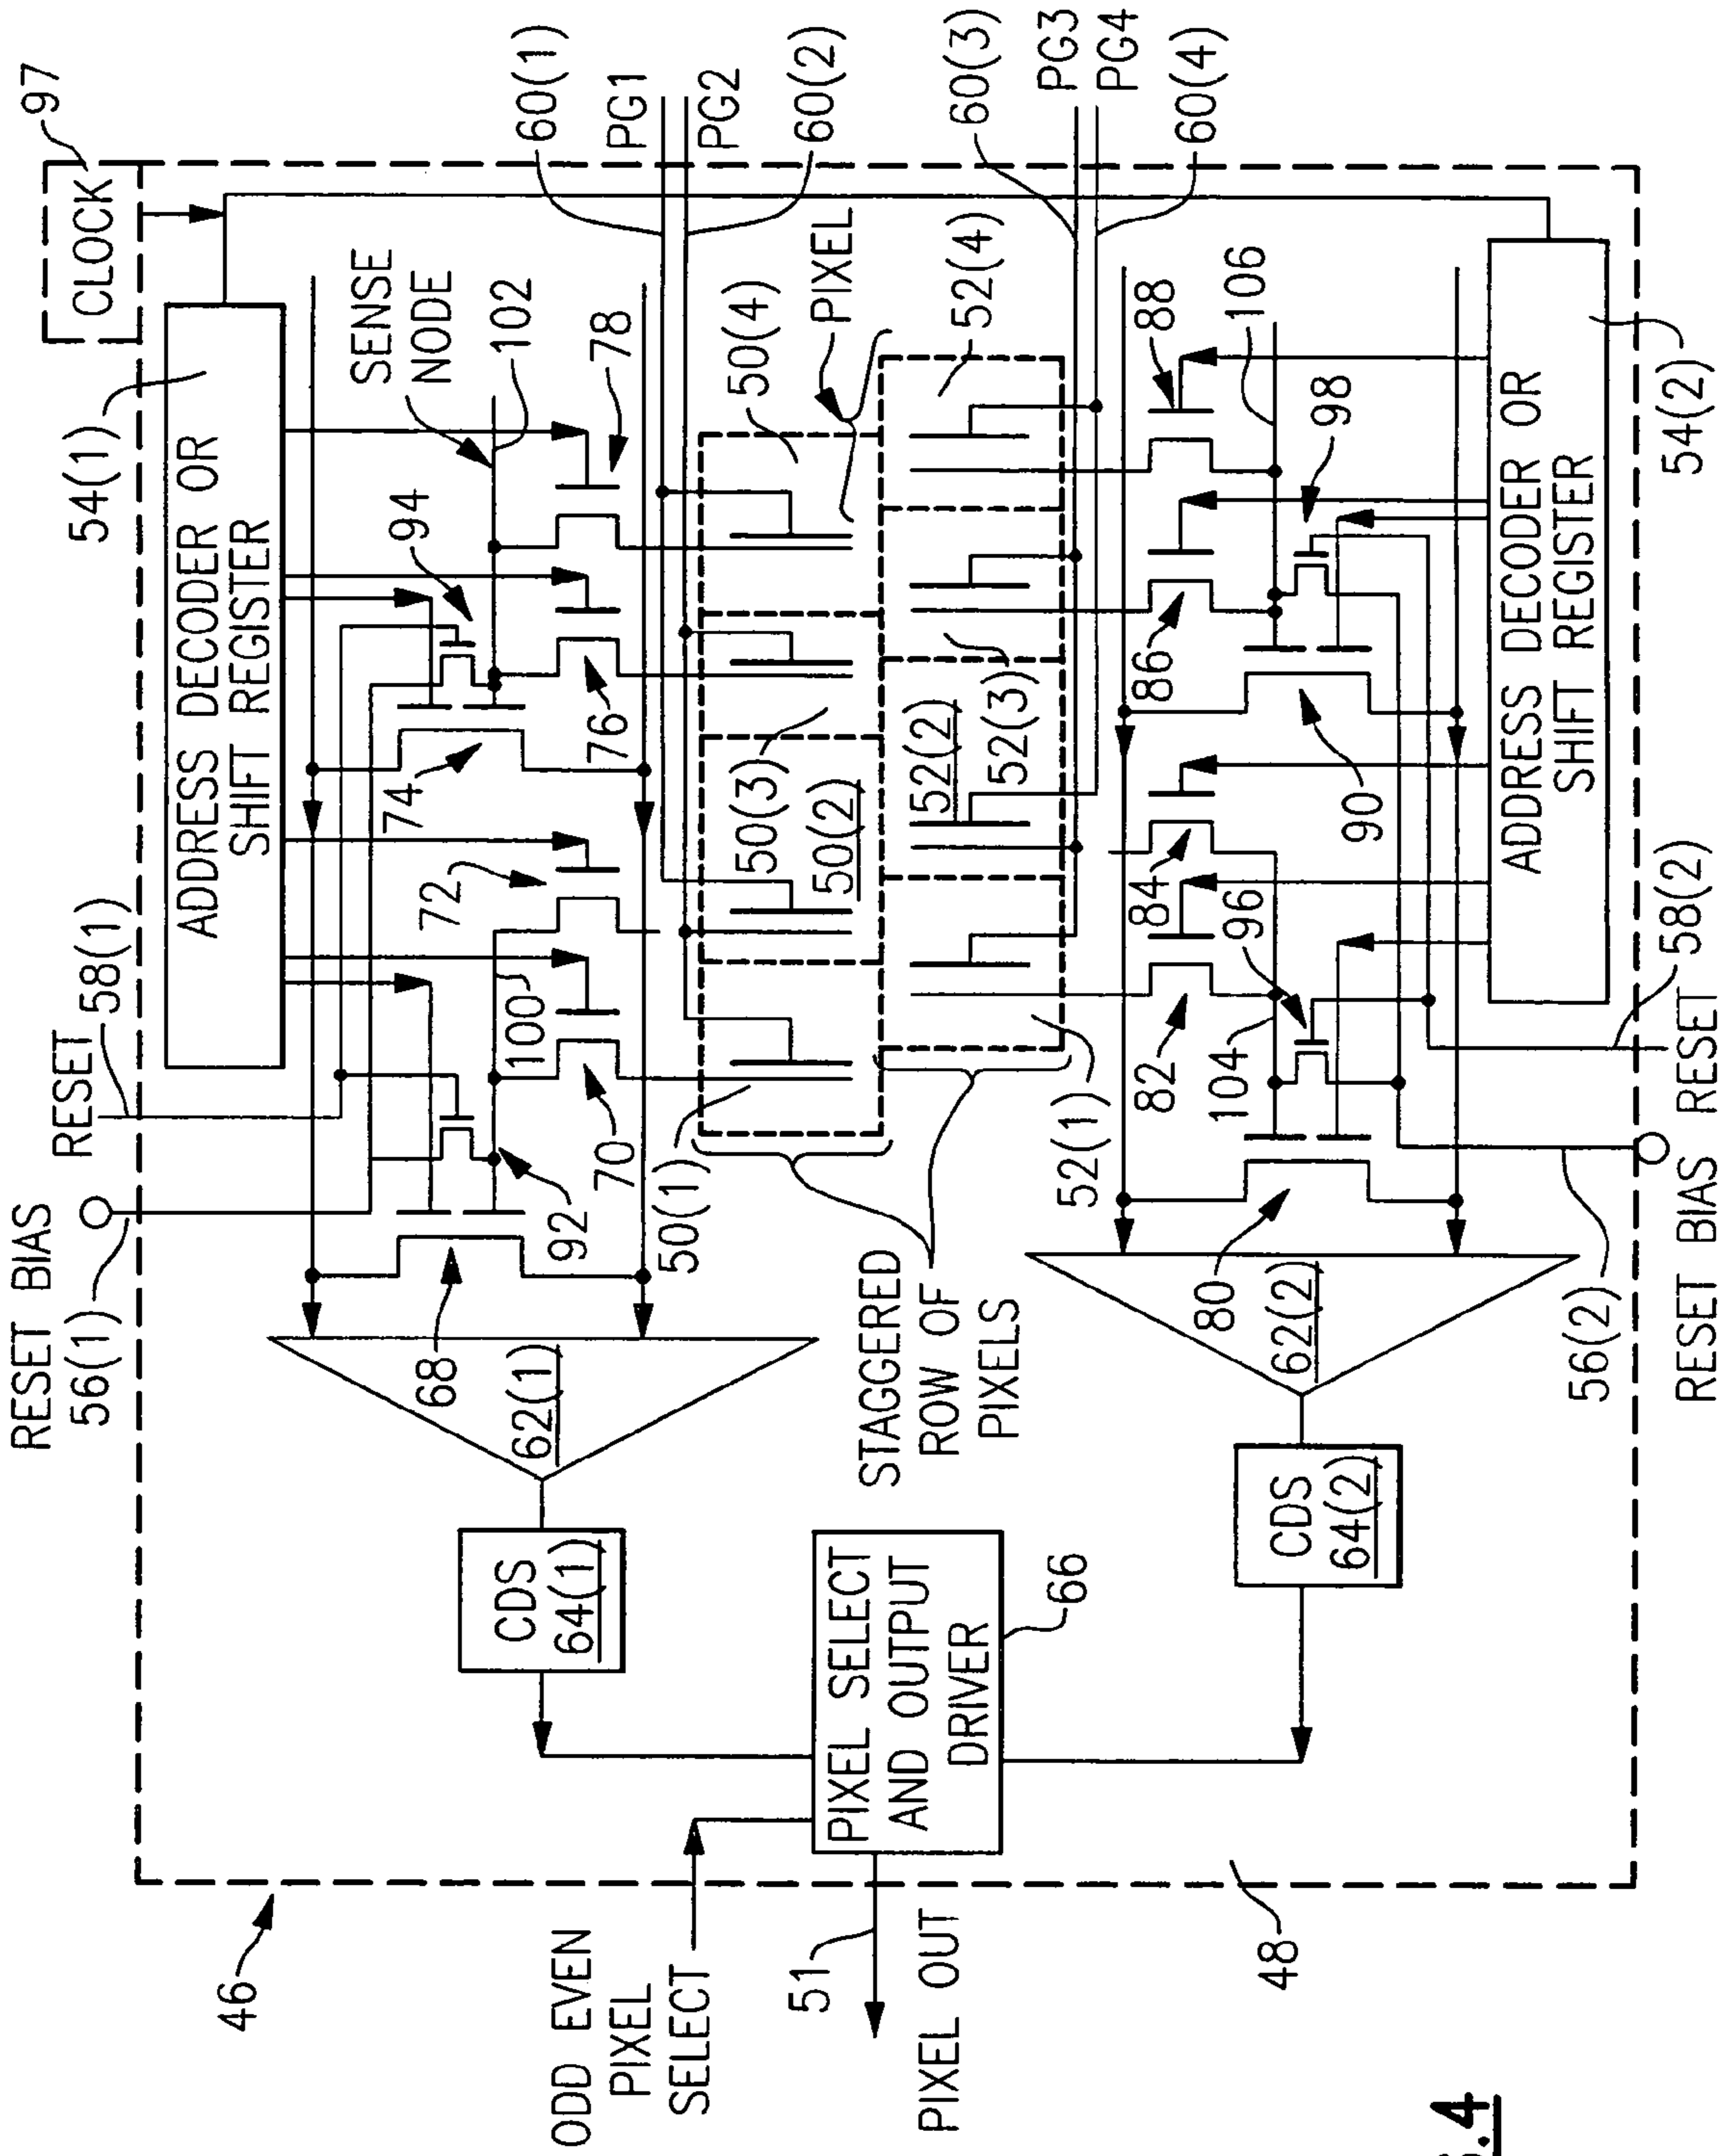 97
CLOCK
54(1)
ADDRESS DECODER OR
SHIFT REGISTER
RESET
58(1)
RESET BIAS
56(1)
SENSE
NODE
102
94
78
76
74
72
100
70
92
68
60(1)
PG1
PG2
60(2)
60(3)
PG3
PG4
60(4)
PIXEL
50(4)
50(3)
50(2)
50(1)
52(4)
52(3)
52(2)
52(1)
STAGGERED
ROW OF
PIXELS
62(1)
CDS
64(1)
PIXEL SELECT
AND OUTPUT
DRIVER
66
62(2)
CDS
64(2)
88
106
98
86
90
84
96
82
104
80
ADDRESS DECODER OR
SHIFT REGISTER
54(2)
58(2)
RESET
56(2)
RESET BIAS
46
ODD EVEN
PIXEL
SELECT
51
PIXEL OUT
48
.4